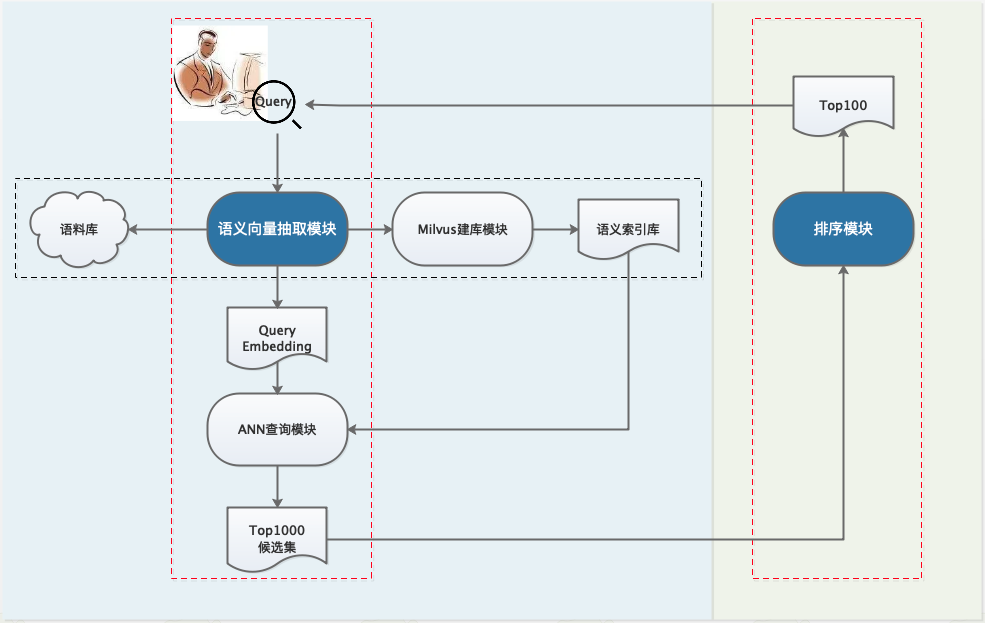 Query
Top100
语料库
语义向量抽取模块
Milvus建库模块
语义索引库
排序模块
Query
Embedding
ANN查询模块
Top1000
候选集